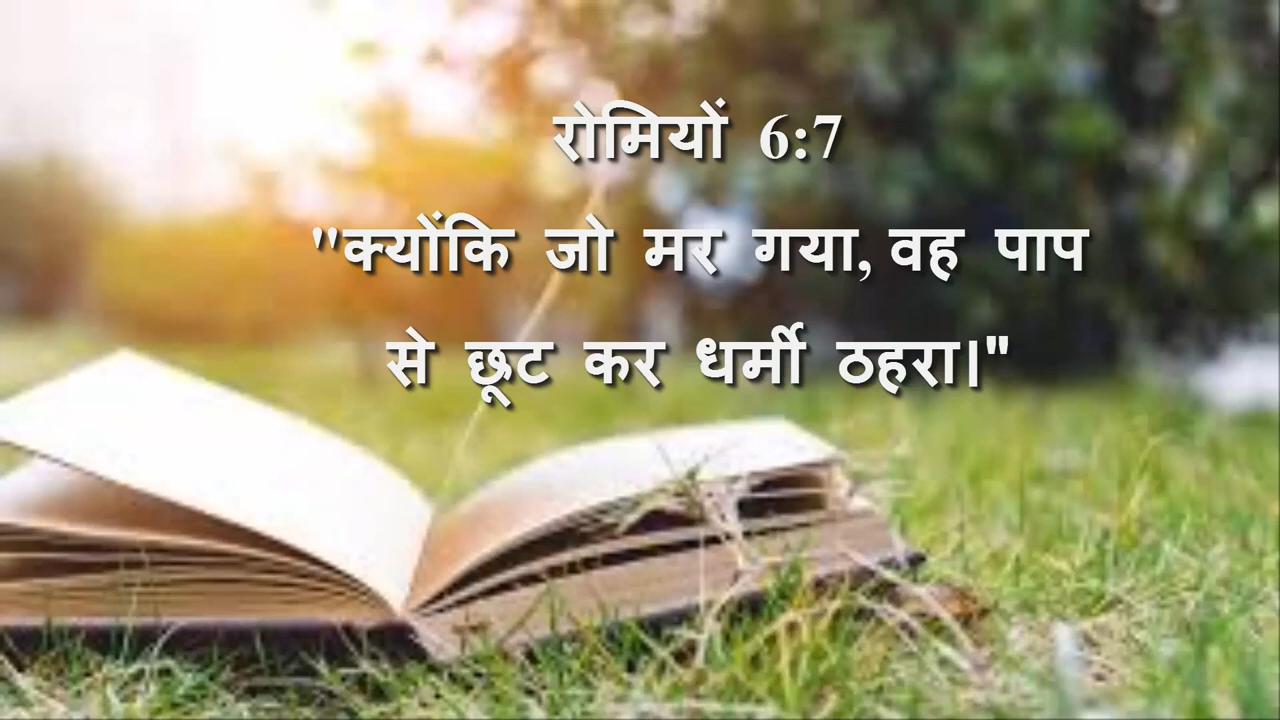 रोमियों 6:7
"क्योंकि जो मर गया, वह पाप
से छूट कर धर्मी ठहरा।"